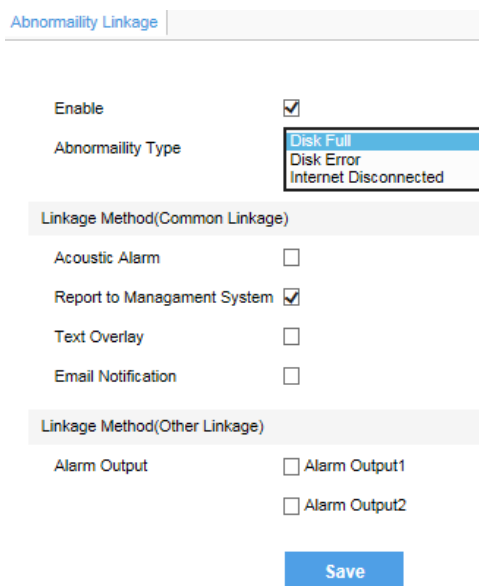 Abnormaility Linkage
Enable
Abnormaility Type
Disk Full
Disk Error
Internet Disconnected
Linkage Method(Common Linkage)
Acoustic Alarm
Report to Managament System
Text Overlay
Email Notification
Linkage Method(Other Linkage)
Alarm Output
Alarm Output1
Alarm Output2
Save